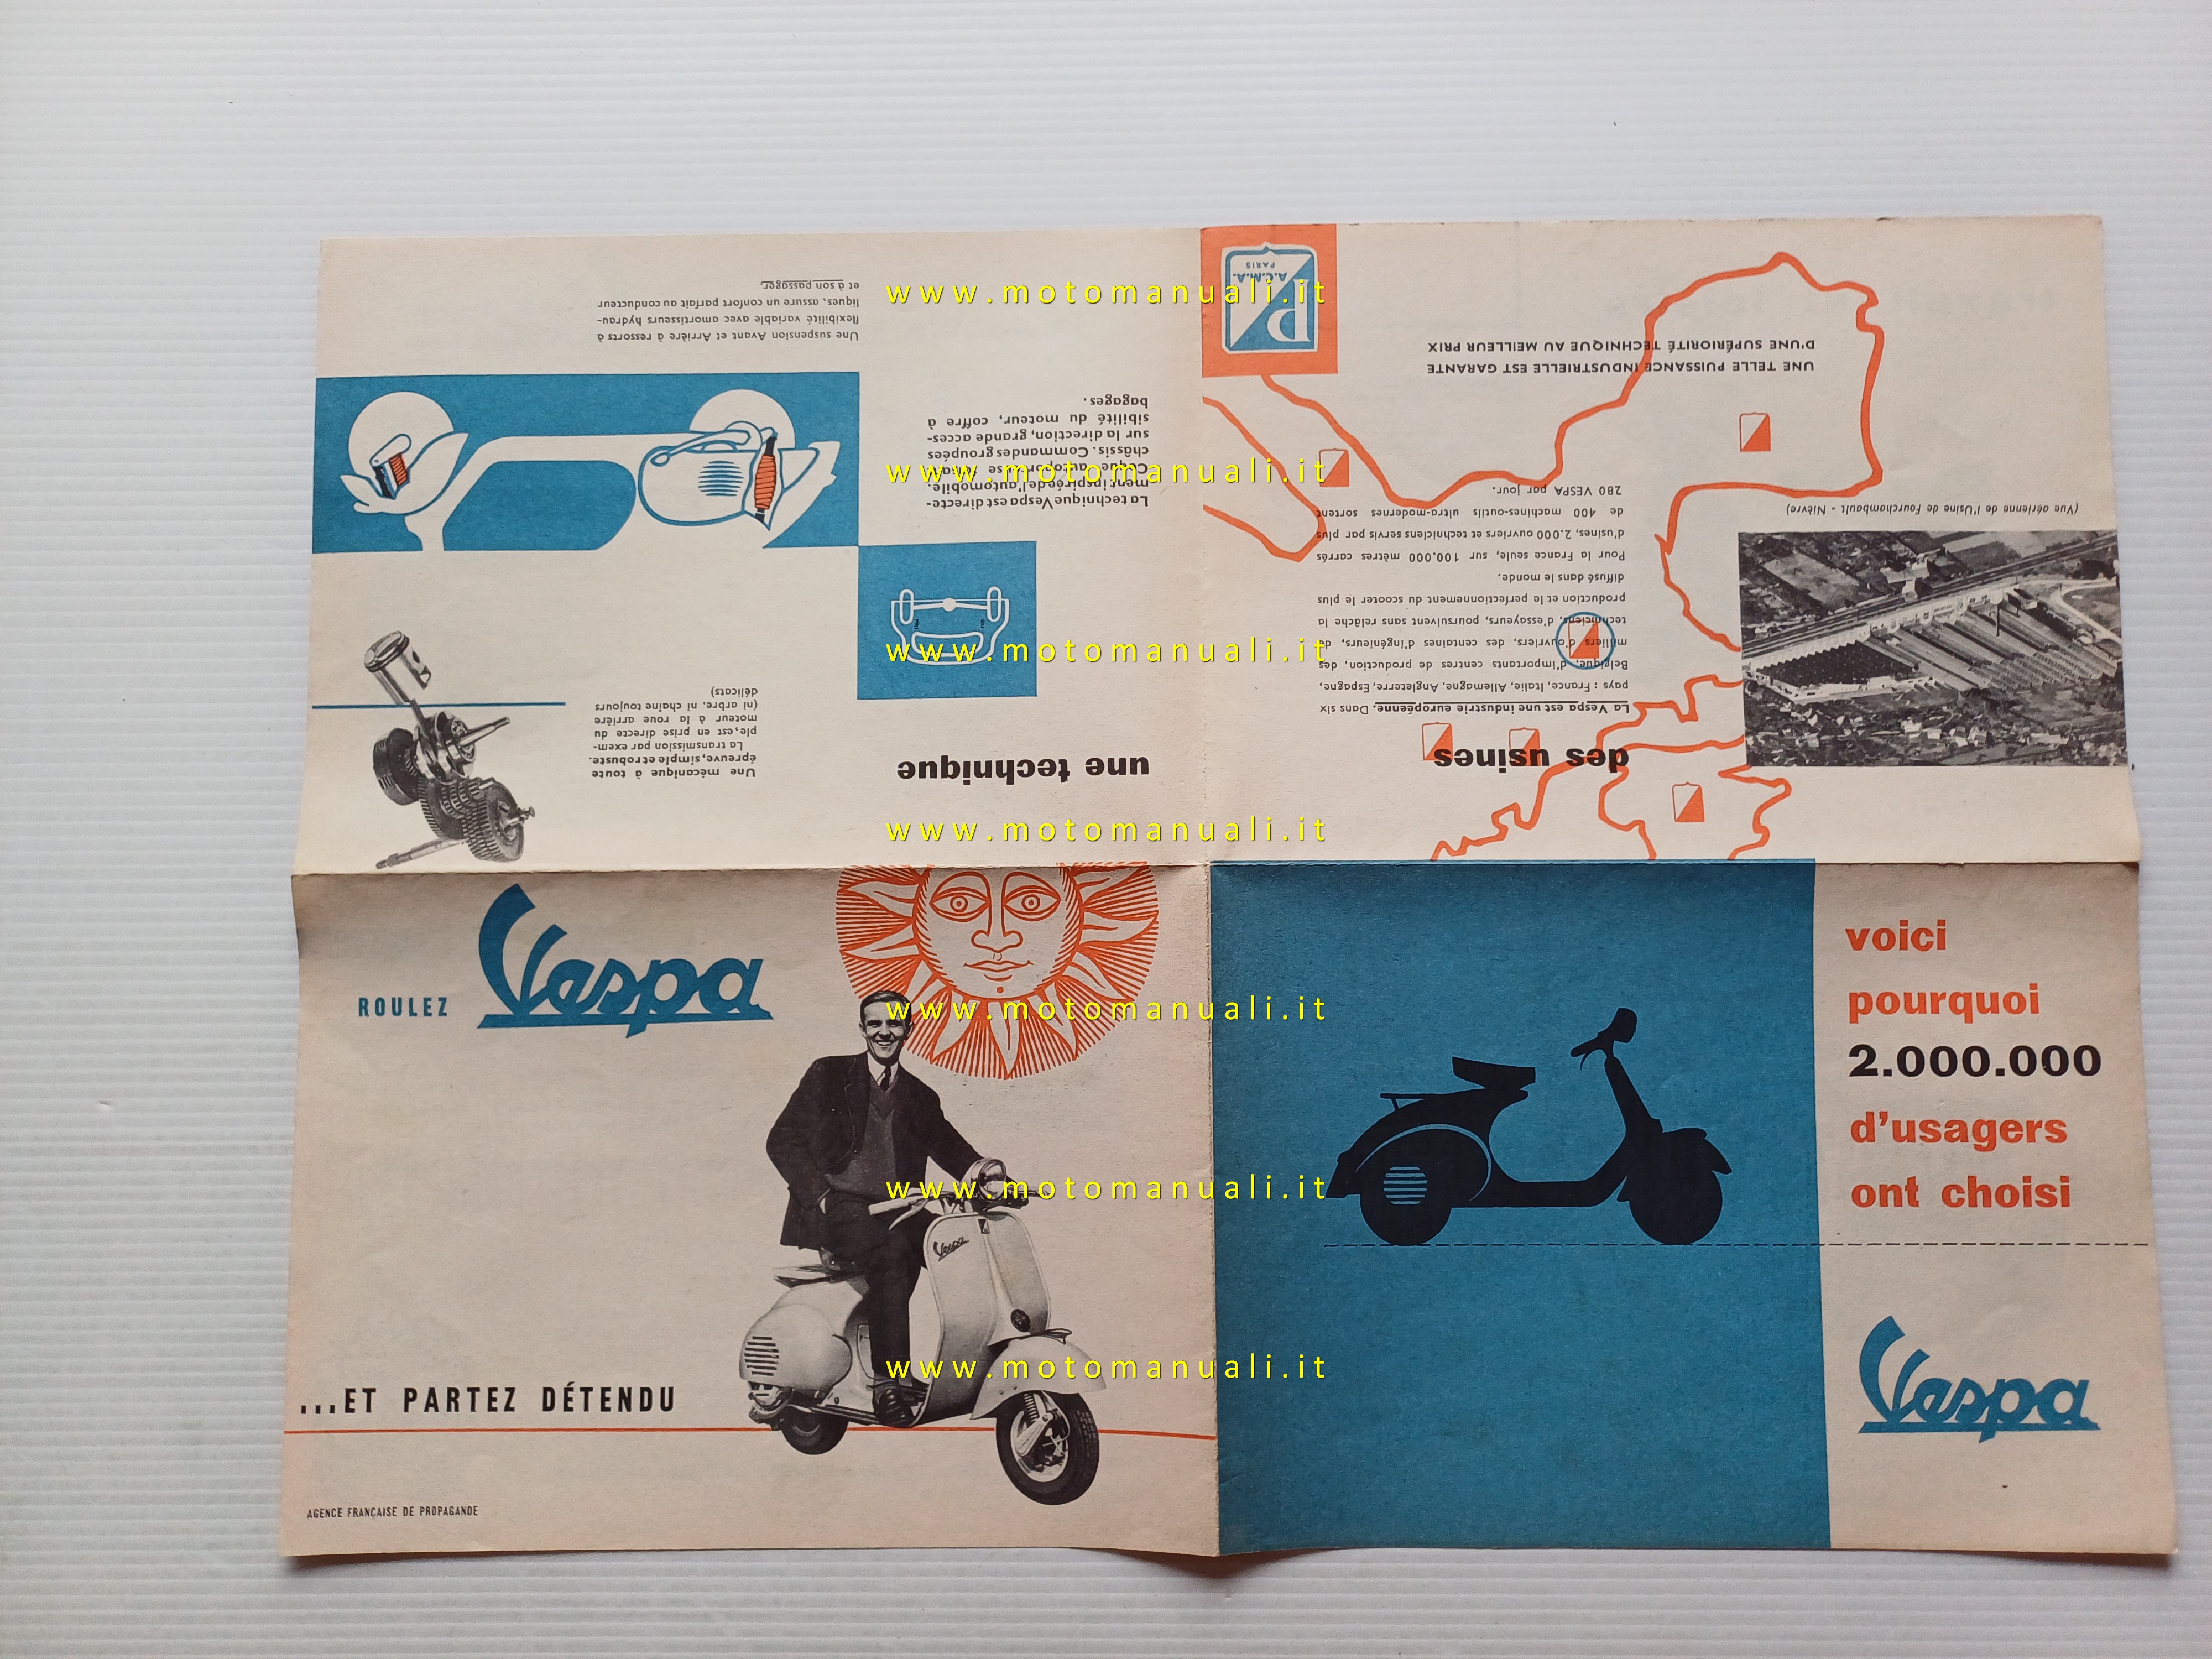 voici
pourquoi
2.000.000
d'usagers
ont choisi
Vespa
ROULEZ Vespa
Vespa
...ET PARTEZ DÉTENDU
AGENCE FRANÇAISE DE PROPAGANDE
une technique
La technique Vespa est directe-
ment inspirée de l'automobile.
Coque autoporteuse
châssis. Commandes groupées
sur la direction, grande acces-
sibilité du moteur, coffre à
bagages.
Une mécanique à toute
épreuve, simple et robuste.
La transmission par exem-
ple, est en prise directe du
moteur à la roue arrière
(ni arbre, ni chaîne toujours
délicats)
Une suspension Avant et Arrière à ressorts à
flexibilité variable avec amortisseurs hydrau-
liques, assure un confort parfait au conducteur
et à son passager.
des usines
La Vespa est une industrie européenne. Dans six
pays : France, Italie, Allemagne, Angleterre, Espagne,
Belgique, d'importants centres de production, des
milliers d'ouvriers, des centaines d'ingénieurs, de
techniciens, d'essayeurs, poursuivent sans relâche la
production et le perfectionnement du scooter le plus
diffusé dans le monde.
Pour la France seule, sur 100.000 mètres carrés
d'usines, 2.000 ouvriers et techniciens servis par plus
de 400 machines-outils ultra-modernes sortent
280 VESPA par jour.
(Vue aérienne de l'Usine de Fourchambault - Nièvre)
UNE TELLE PUISSANCE INDUSTRIELLE EST GARANTE
D'UNE SUPÉRIORITÉ TECHNIQUE AU MEILLEUR PRIX
P
A.C.M.A.
PARIS
www.motomanuali.it
www.motomanuali.it
www.motomanuali.it
www.motomanuali.it
www.motomanuali.it
www.motomanuali.it
www.motomanuali.it